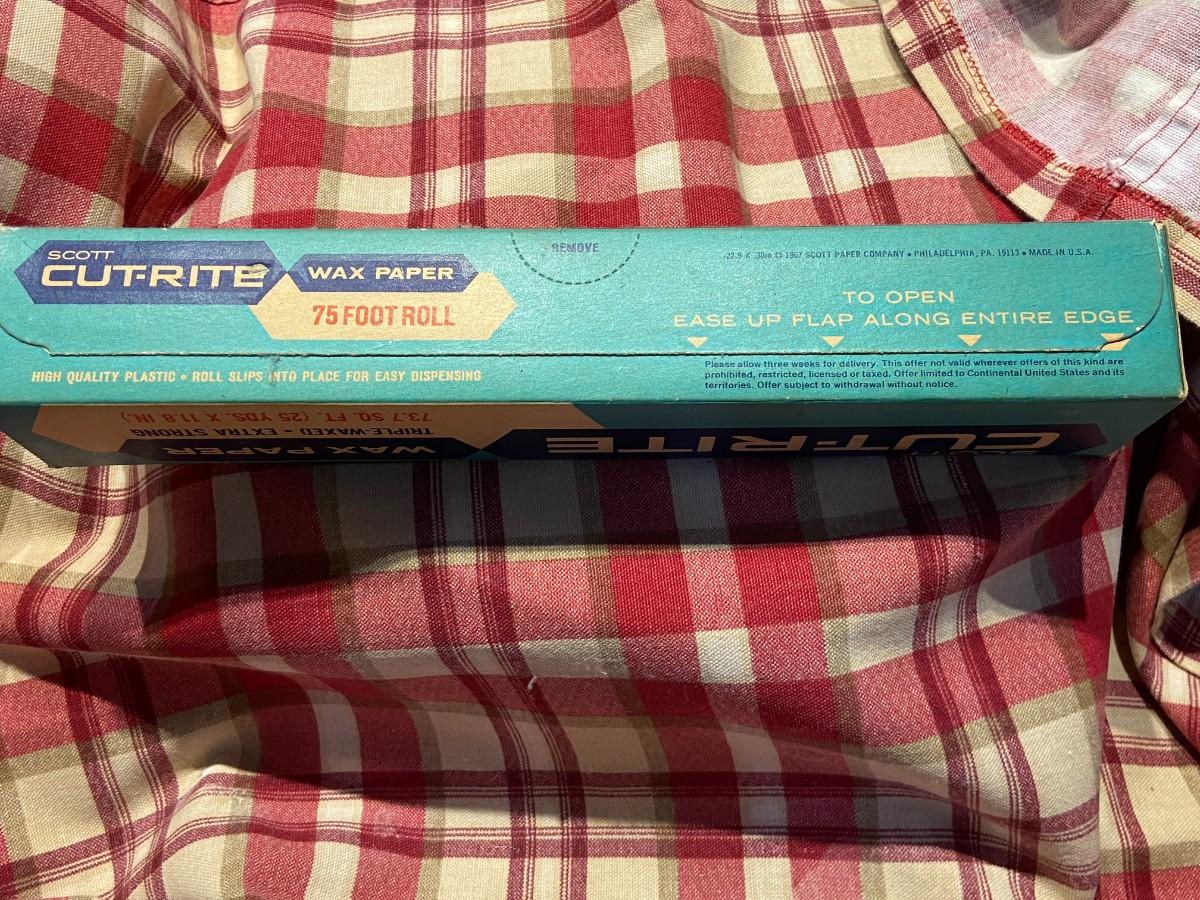 SCOTT
CUT-RITE
WAX PAPER
75 FOOT ROLL
REMOVE
22.9 X .30m © 1967 SCOTT PAPER COMPANY • PHILADELPHIA, PA. 19113 • MADE IN U.S.A.
TO OPEN
EASE UP FLAP ALONG ENTIRE EDGE
HIGH QUALITY PLASTIC • ROLL SLIPS INTO PLACE FOR EASY DISPENSING
Please allow three weeks for delivery. This offer not valid wherever offers of this kind are
prohibited, restricted, licensed or taxed. Offer limited to Continental United States and its
territories. Offer subject to withdrawal without notice.
SCOTT
CUT-RITE
WAX PAPER
TRIPLE-WAXED • EXTRA STRONG
73.7 SQ. FT. (25 YDS. X 11.8 IN.)